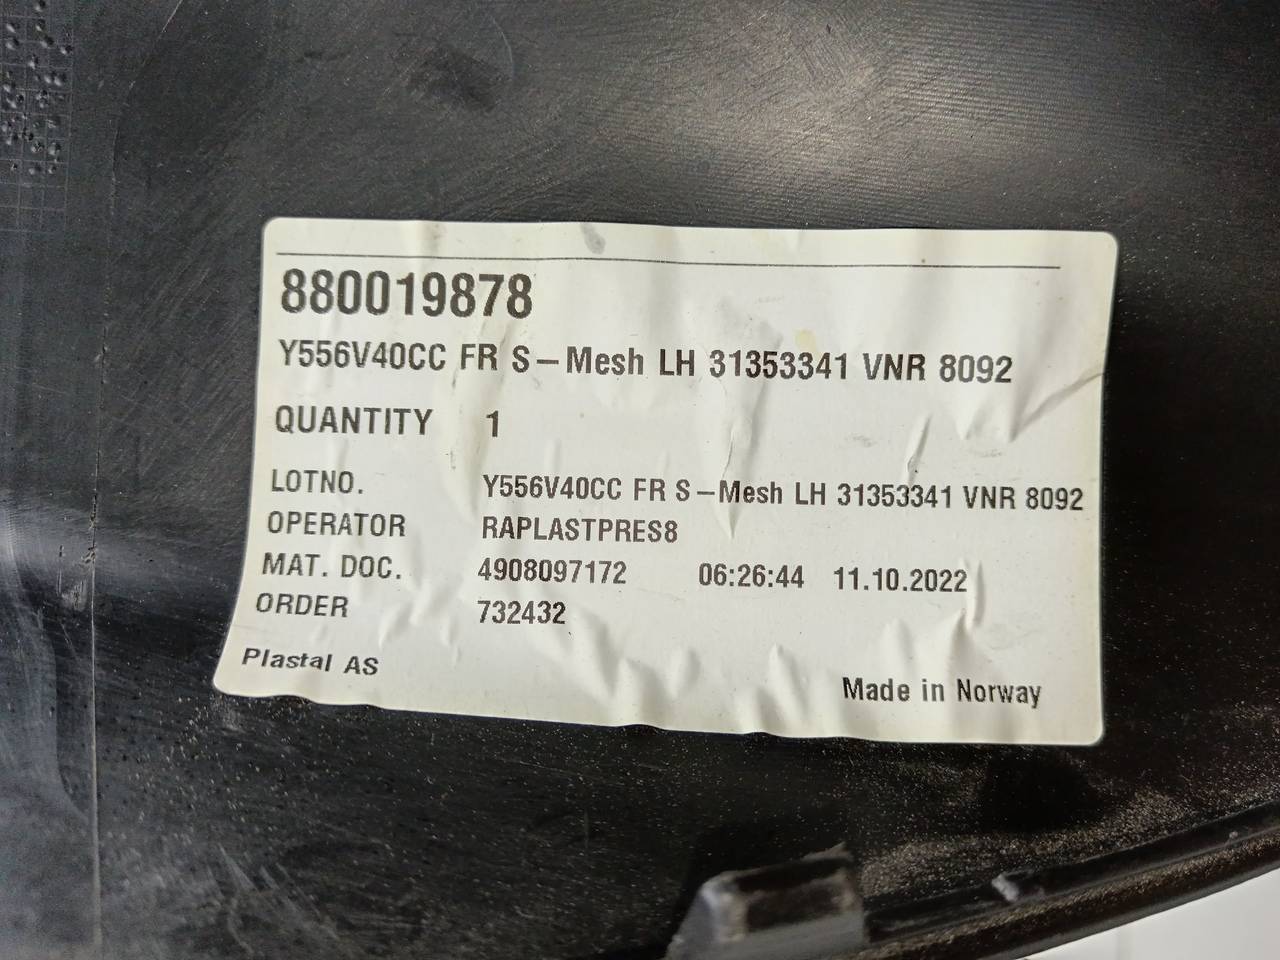 880019878
Y556V40CC FR S-Mesh LH 31353341 VNR 8092
QUANTITY 1
LOTNO. Y556V40CC FR S-Mesh LH 31353341 VNR 8092
OPERATOR RAPLASTPRES8
MAT. DOC. 4908097172 06:26:44 11.10.2022
ORDER 732432
Plastal AS Made in Norway